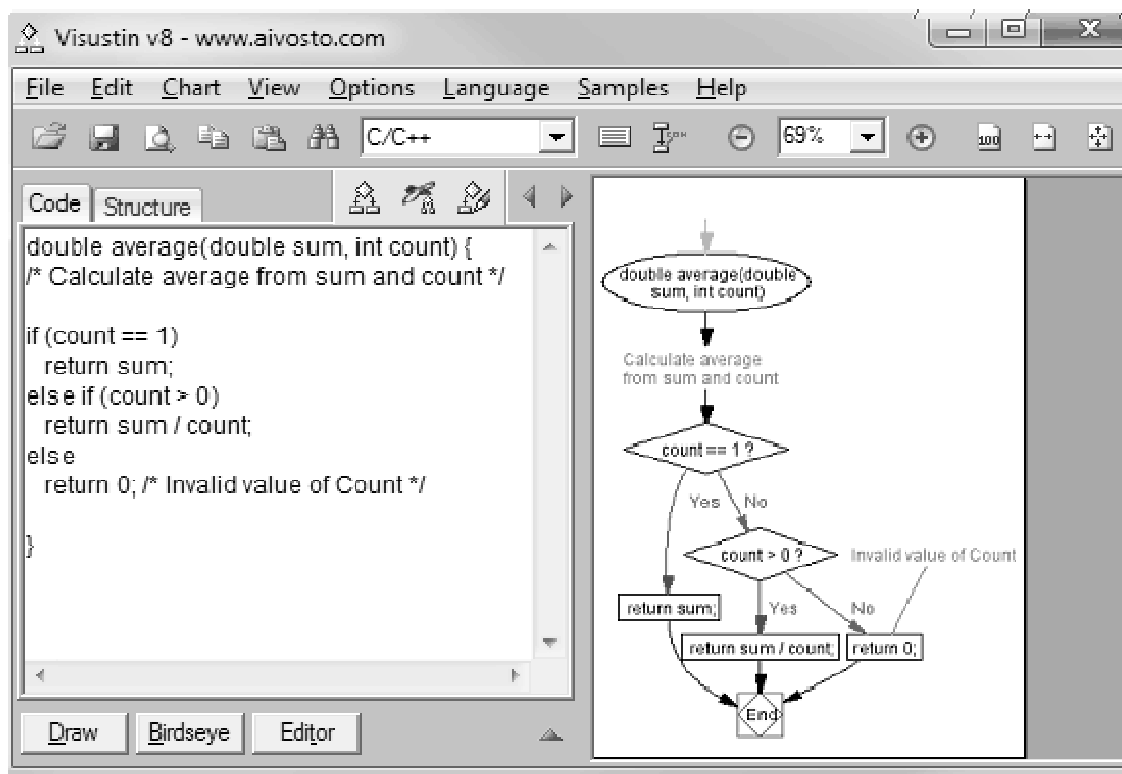 Visustin v8 - www.aivosto.com
File Edit Chart View Options Language Samples Help
C/C++
69%
100
Code Structure
double average(double sum, int count) {
/* Calculate average from sum and count */
if (count == 1)
return sum;
else if (count > 0)
return sum / count;
else
return 0; /* Invalid value of Count */
}
Draw Birdseye Editor
double average(double
sum, int count)
Calculate average
from sum and count
count == 1 ?
Yes No
count > 0 ?
Invalid value of Count
return sum;
Yes No
return sum / count;
return 0;
End